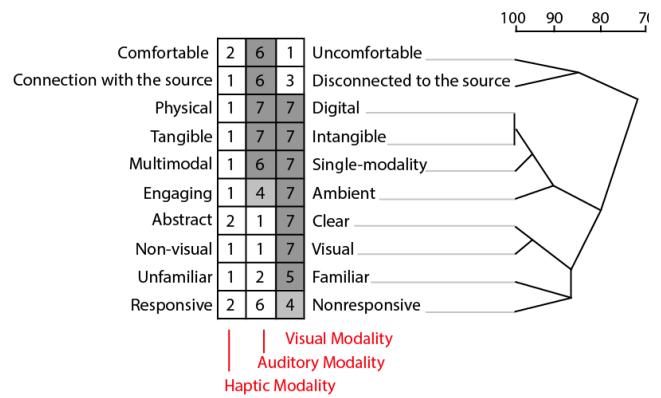 100 90 80 70
Comfortable 2 6 1 Uncomfortable
Connection with the source 1 6 3 Disconnected to the source
Physical 1 7 7 Digital
Tangible 1 7 7 Intangible
Multimodal 1 6 7 Single-modality
Engaging 1 4 7 Ambient
Abstract 2 1 7 Clear
Non-visual 1 1 7 Visual
Unfamiliar 1 2 5 Familiar
Responsive 2 6 4 Nonresponsive
Visual Modality
Auditory Modality
Haptic Modality